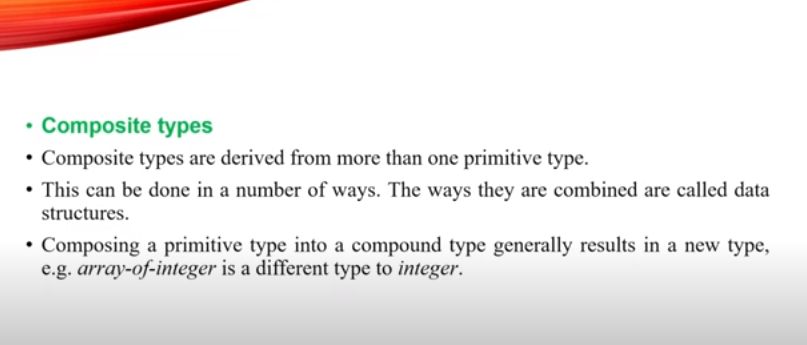 • Composite types
• Composite types are derived from more than one primitive type.
• This can be done in a number of ways. The ways they are combined are called data
structures.
• Composing a primitive type into a compound type generally results in a new type,
e.g. array-of-integer is a different type to integer.